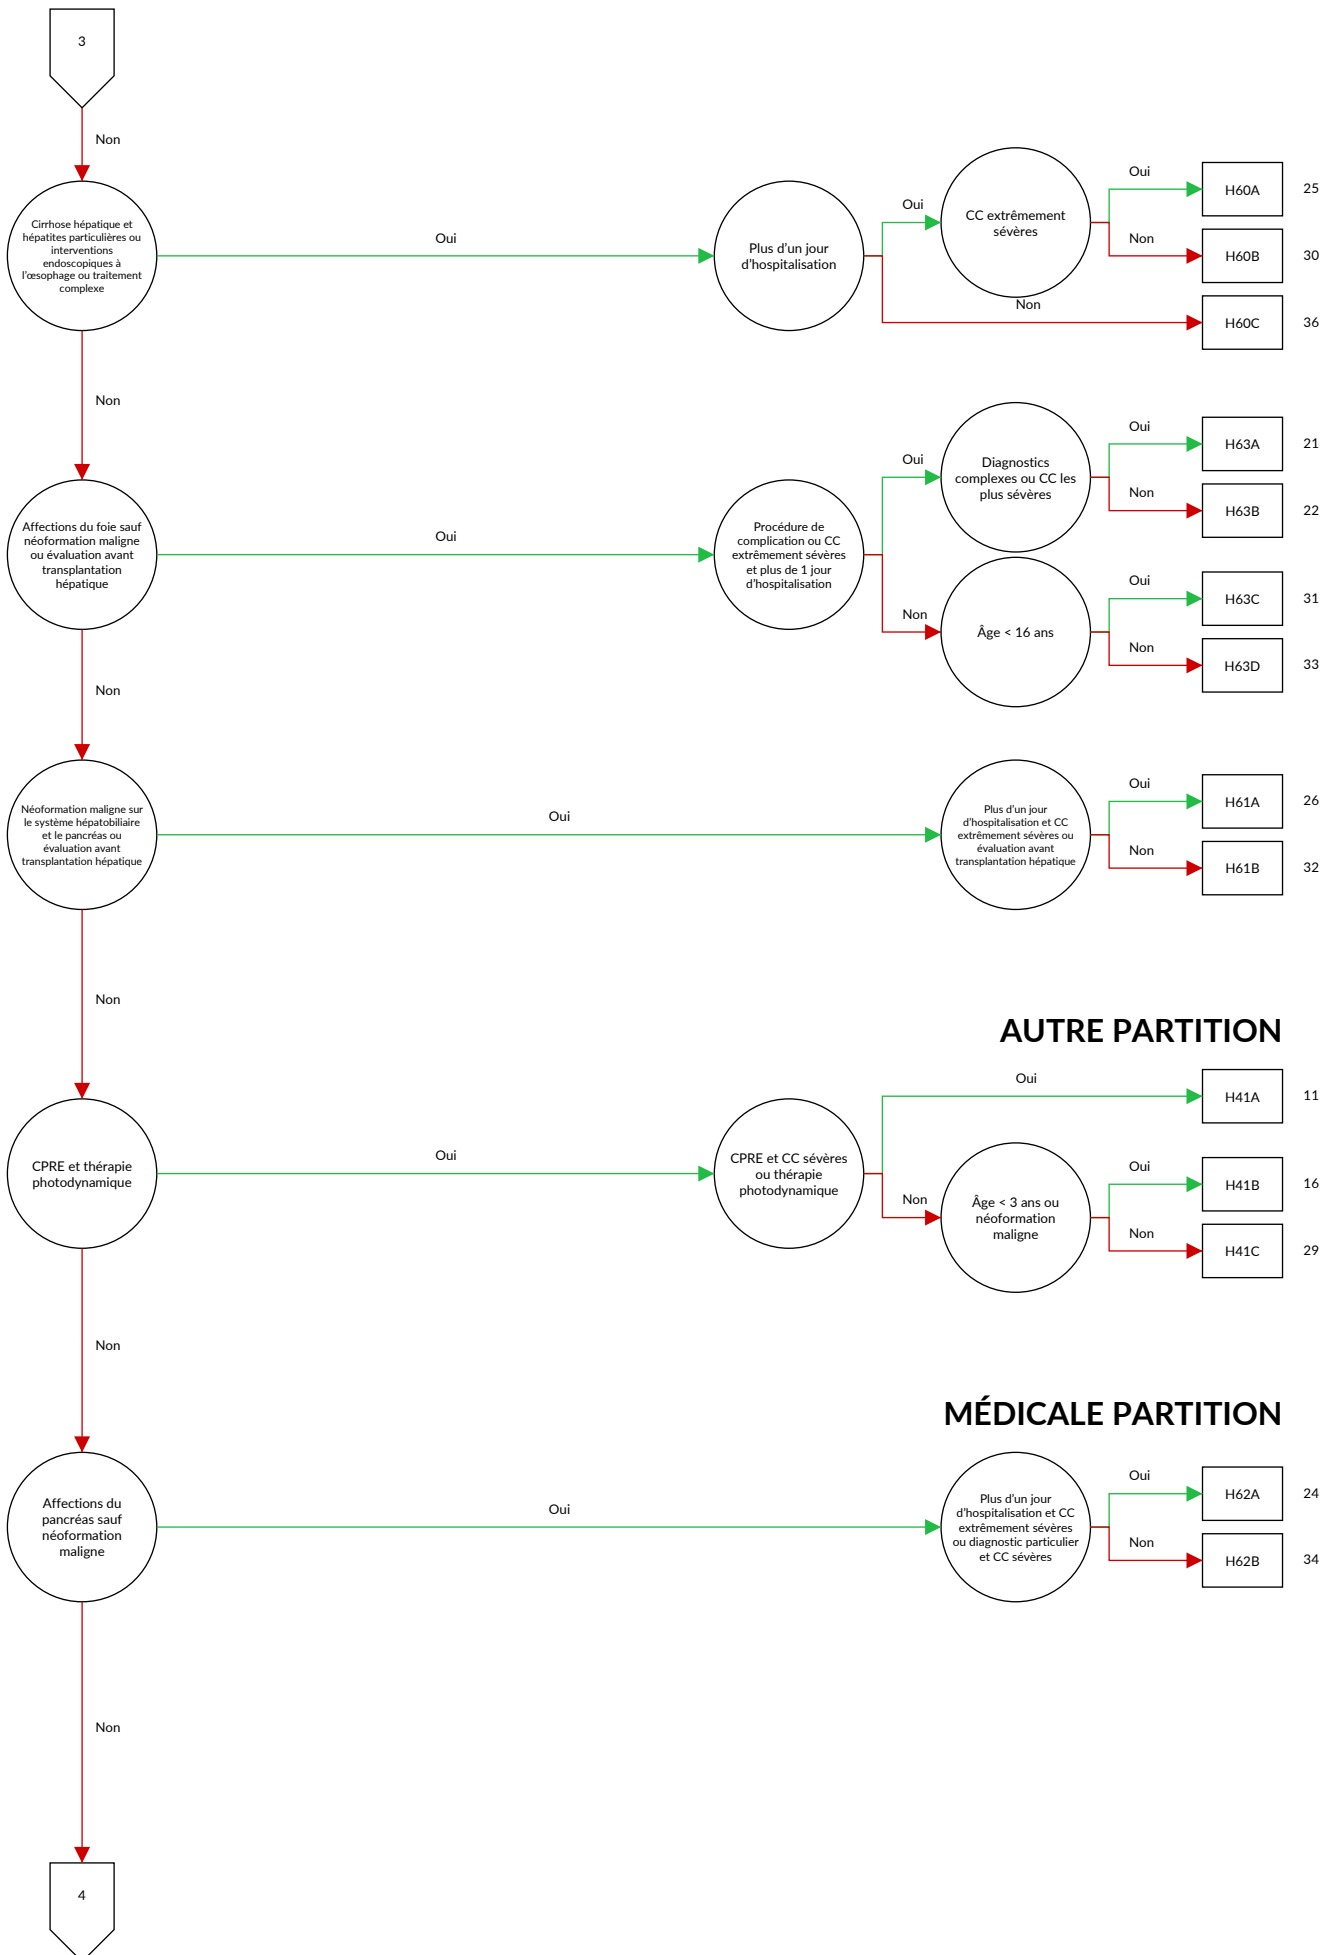 3
Non
Cirrhose hépatique et
hépatites particulières ou
interventions
endoscopiques à
l'œsophage ou traitement
complexe
Oui
Plus d'un jour
d'hospitalisation
Oui
CC extrêmement
sévères
Oui
H60A
25
Non
H60B
30
Non
H60C
36
Non
Affections du foie sauf
néoformation maligne
ou évaluation avant
transplantation
hépatique
Oui
Procédure de
complication ou CC
extrêmement sévères
et plus de 1 jour
d'hospitalisation
Oui
Diagnostics
complexes ou CC les
plus sévères
Oui
H63A
21
Non
H63B
22
Non
Âge < 16 ans
Oui
H63C
31
Non
H63D
33
Non
Néoformation maligne sur
le système hépatobiliaire
et le pancréas ou
évaluation avant
transplantation hépatique
Oui
Plus d'un jour
d'hospitalisation et CC
extrêmement sévères ou
évaluation avant
transplantation hépatique
Oui
H61A
26
Non
H61B
32
Non
AUTRE PARTITION
CPRE et thérapie
photodynamique
Oui
CPRE et CC sévères
ou thérapie
photodynamique
Oui
H41A
11
Non
Âge < 3 ans ou
néoformation
maligne
Oui
H41B
16
Non
H41C
29
Non
MÉDICALE PARTITION
Affections du
pancréas sauf
néoformation
maligne
Oui
Plus d'un jour
d'hospitalisation et CC
extrêmement sévères
ou diagnostic particulier
et CC sévères
Oui
H62A
24
Non
H62B
34
Non
4